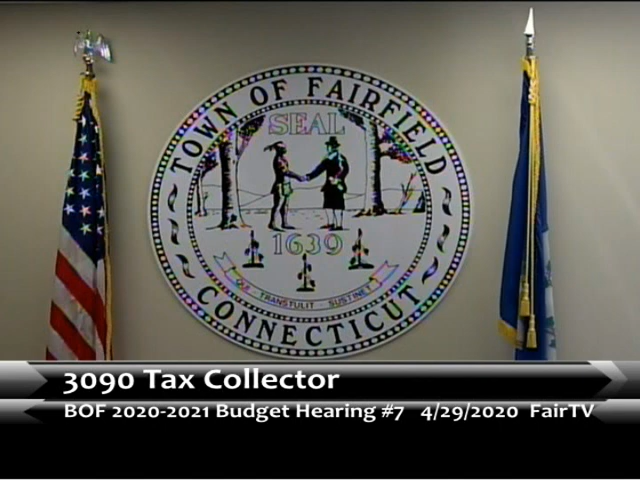 TOWN OF FAIRFIELD
SEAL
1639
QUI TRANSTULIT SUSTINET
CONNECTICUT
3090 Tax Collector
BOF 2020-2021 Budget Hearing #7 4/29/2020 FairTV